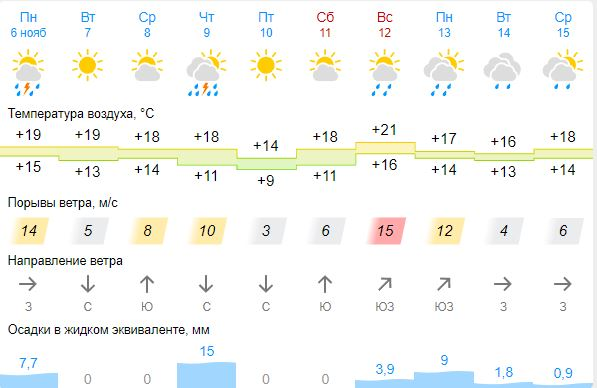 Пн Вт Ср Чт Пт Сб Вс Пн Вт Ср
6 нояб 7 8 9 10 11 12 13 14 15
Температура воздуха, °C
+19 +19 +18 +18 +14 +18 +21 +17 +16 +18
+15 +13 +14 +11 +9 +11 +16 +14 +13 +14
Порывы ветра, м/с
14 5 8 10 3 6 15 12 4 6
Направление ветра
З С Ю С С Ю ЮЗ ЮЗ З З
Осадки в жидком эквиваленте, мм
7,7 0 0 15 0 0 3,9 9 1,8 0,9